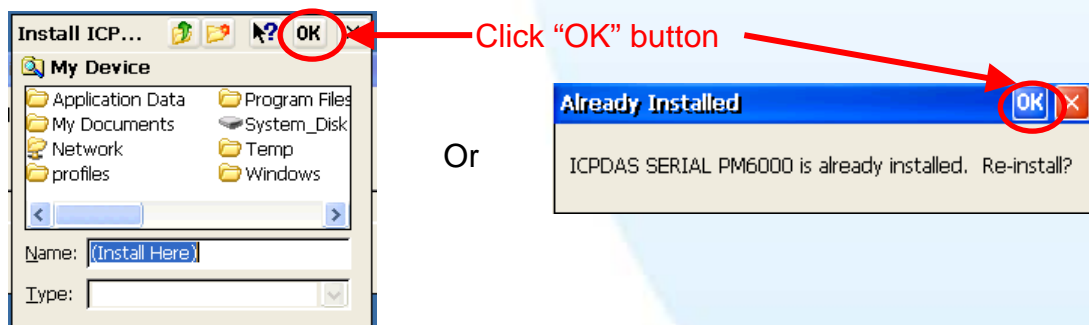 Install ICP... OK
My Device
Application Data Program Files
My Documents System_Disk
Network Temp
profiles Windows
Name: (Install Here)
Type:
Click “OK” button
Or
Already Installed OK
ICPDAS SERIAL PM6000 is already installed. Re-install?